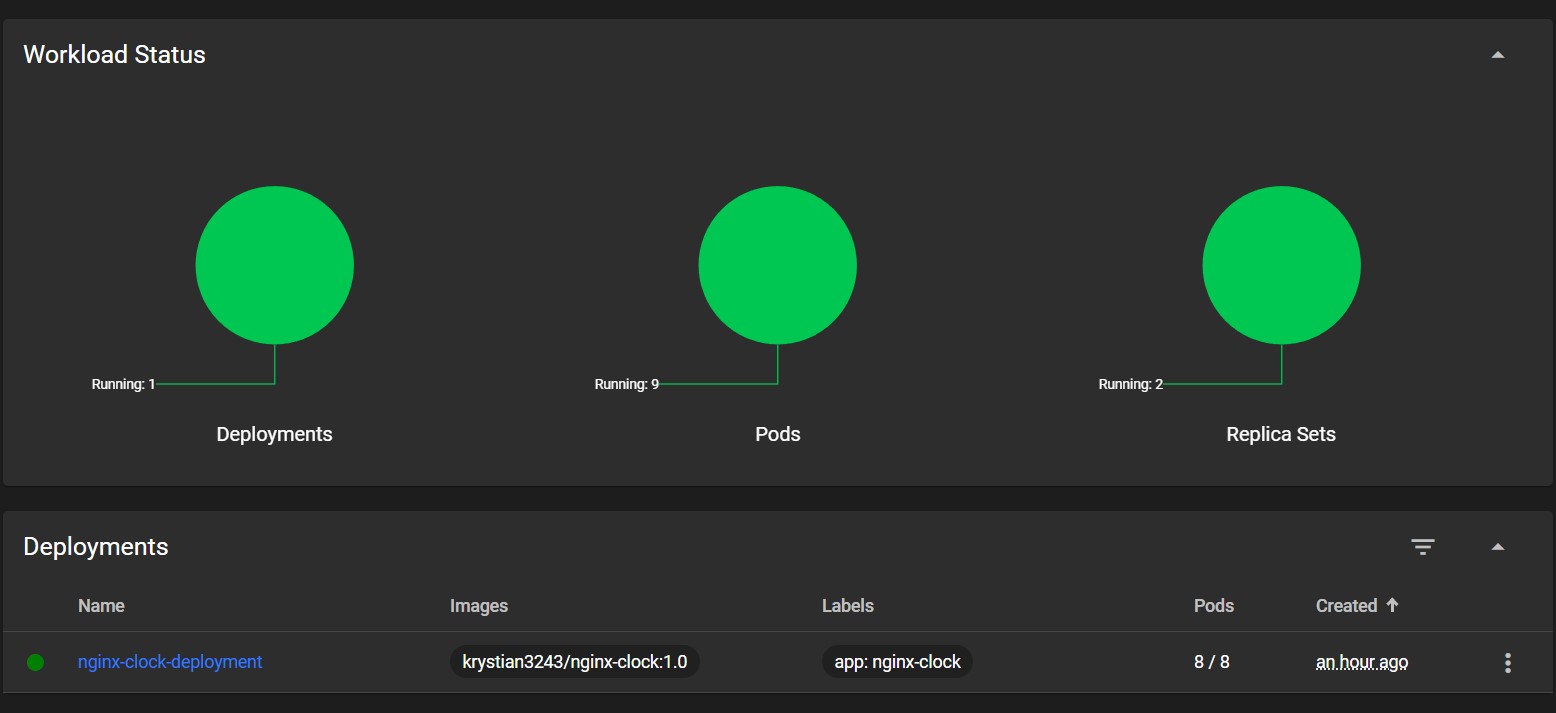 Workload Status
Running: 1
Running: 9
Running: 2
Deployments
Pods
Replica Sets
Deployments
Name Images Labels Pods Created
nginx-clock-deployment krystian3243/nginx-clock:1.0 app: nginx-clock 8 / 8 an hour ago